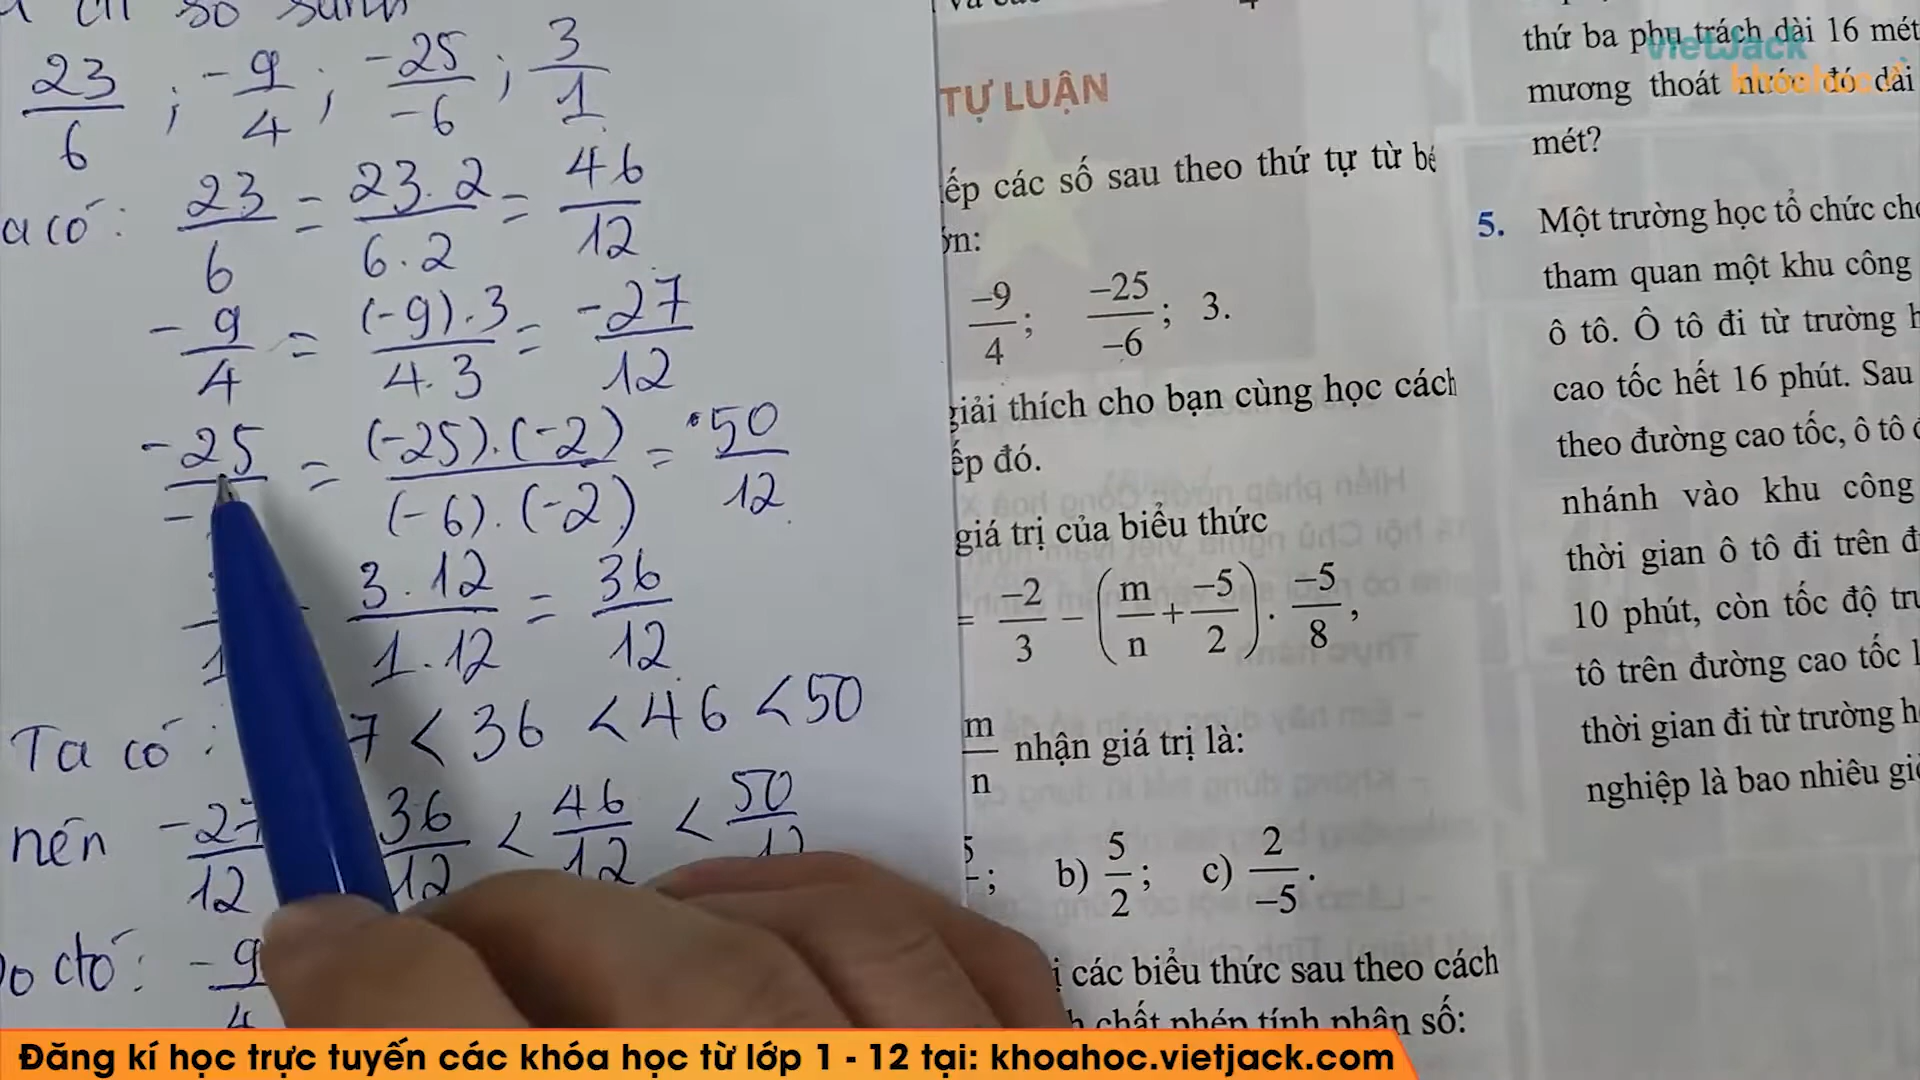 so sánh
23/6 ; -9/4 ; -25/-6 ; 3/1
a có: 23/6 = 23.2/6.2 = 46/12
-9/4 = (-9).3/4.3 = -27/12
-25/- = (-25).(-2)/(-6).(-2) = 50/12
3.12/1.12 = 36/12
Ta có: 7 < 36 < 46 < 50
nên -27/12 36/12 < 46/12 < 50/12
đó: -9/4
TỰ LUẬN
ếp các số sau theo thứ tự từ bé
ớn:
-9/4; -25/-6; 3.
giải thích cho bạn cùng học cách
ếp đó.
giá trị của biểu thức
= -2/3 - (m/n + -5/2) . -5/8,
m/n nhận giá trị là:
b) 5/2; c) 2/-5.
ị các biểu thức sau theo cách
chất phép tính phân số:
thứ ba phụ trách dài 16 mét
mương thoát nước đó dài
mét?
5. Một trường học tổ chức cho
tham quan một khu công
ô tô. Ô tô đi từ trường h
cao tốc hết 16 phút. Sau
theo đường cao tốc, ô tô đ
nhánh vào khu công
thời gian ô tô đi trên đ
10 phút, còn tốc độ tru
tô trên đường cao tốc l
thời gian đi từ trường h
nghiệp là bao nhiêu giờ
vietjack
Đăng kí học trực tuyến các khóa học từ lớp 1 - 12 tại: khoahoc.vietjack.com